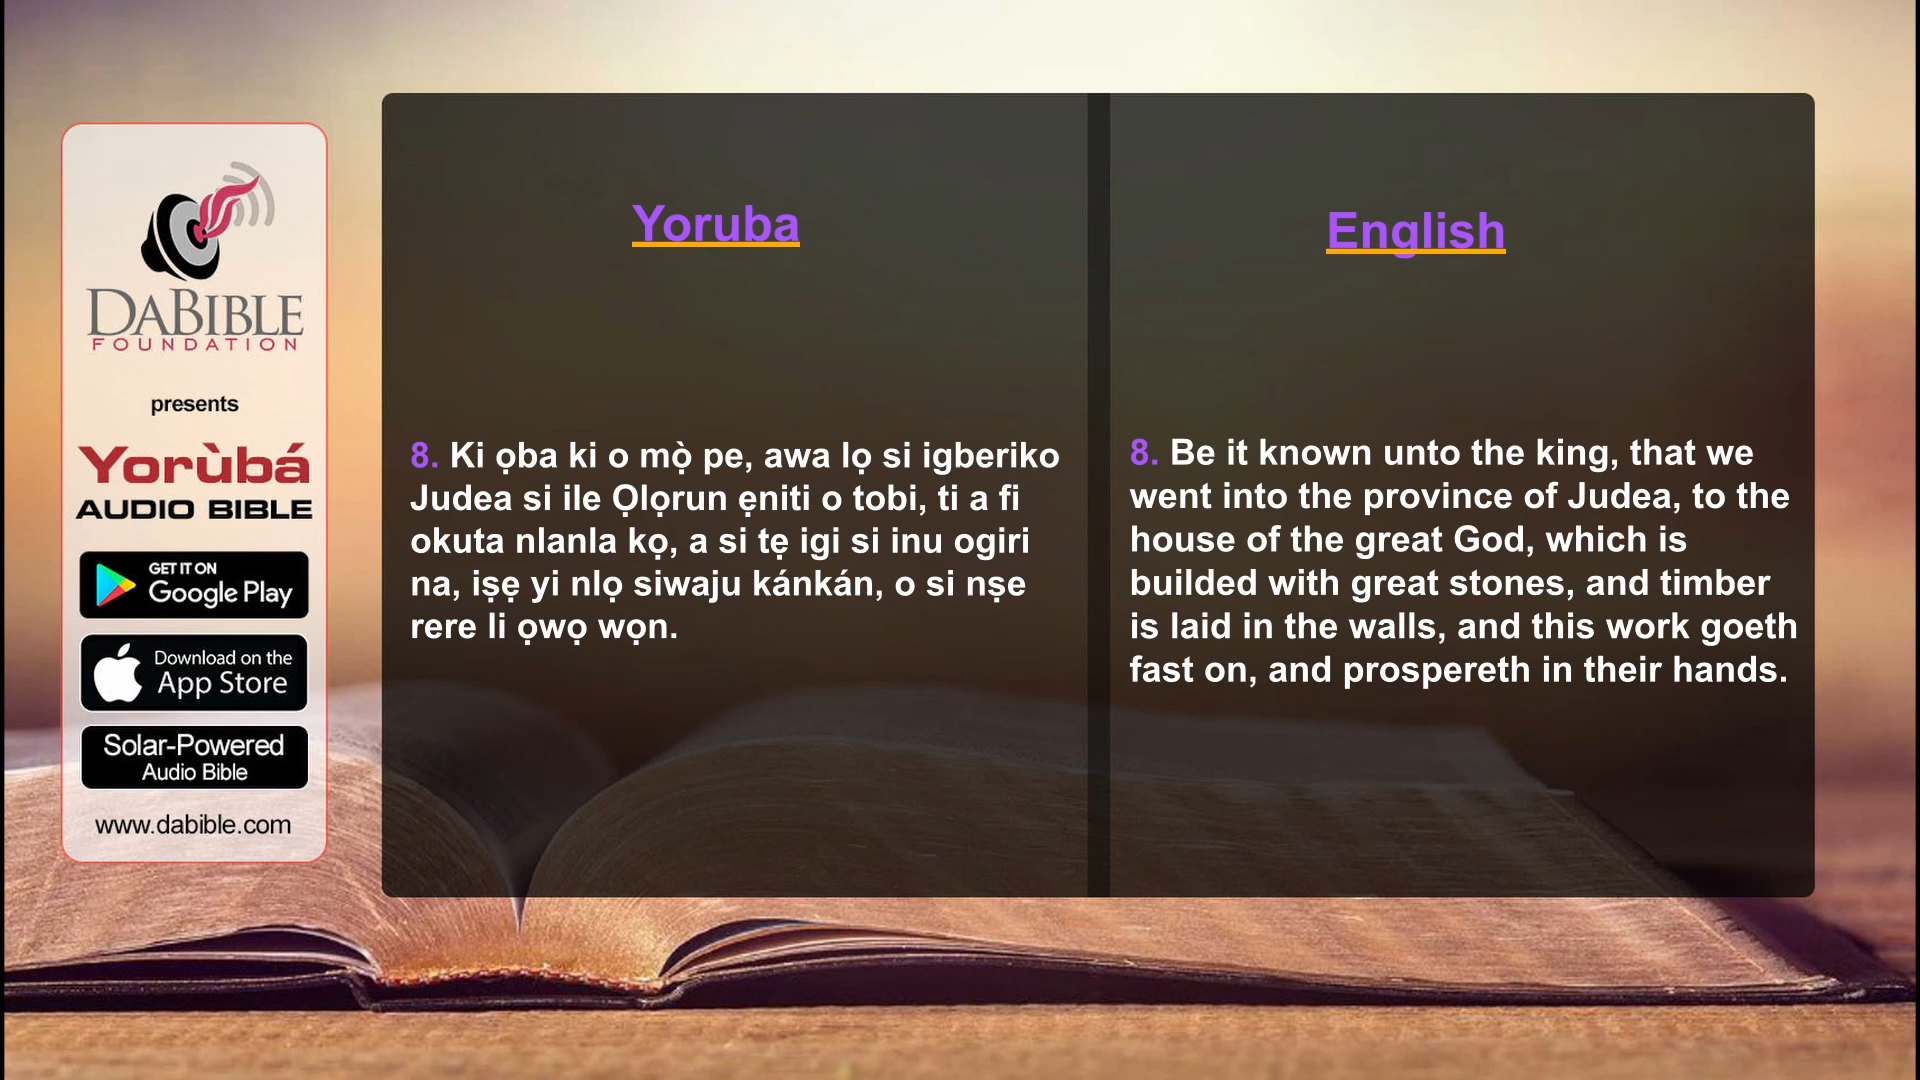 DABIBLE
FOUNDATION
presents
Yorùbá
AUDIO BIBLE
GET IT ON
Google Play
Download on the
App Store
Solar-Powered
Audio Bible
www.dabible.com
Yoruba
8. Ki ọba ki o mọ̀ pe, awa lọ si igberiko
Judea si ile Ọlọrun ẹniti o tobi, ti a fi
okuta nlanla kọ, a si tẹ igi si inu ogiri
na, iṣẹ yi nlọ siwaju kánkán, o si nṣe
rere li ọwọ wọn.
English
8. Be it known unto the king, that we
went into the province of Judea, to the
house of the great God, which is
builded with great stones, and timber
is laid in the walls, and this work goeth
fast on, and prospereth in their hands.